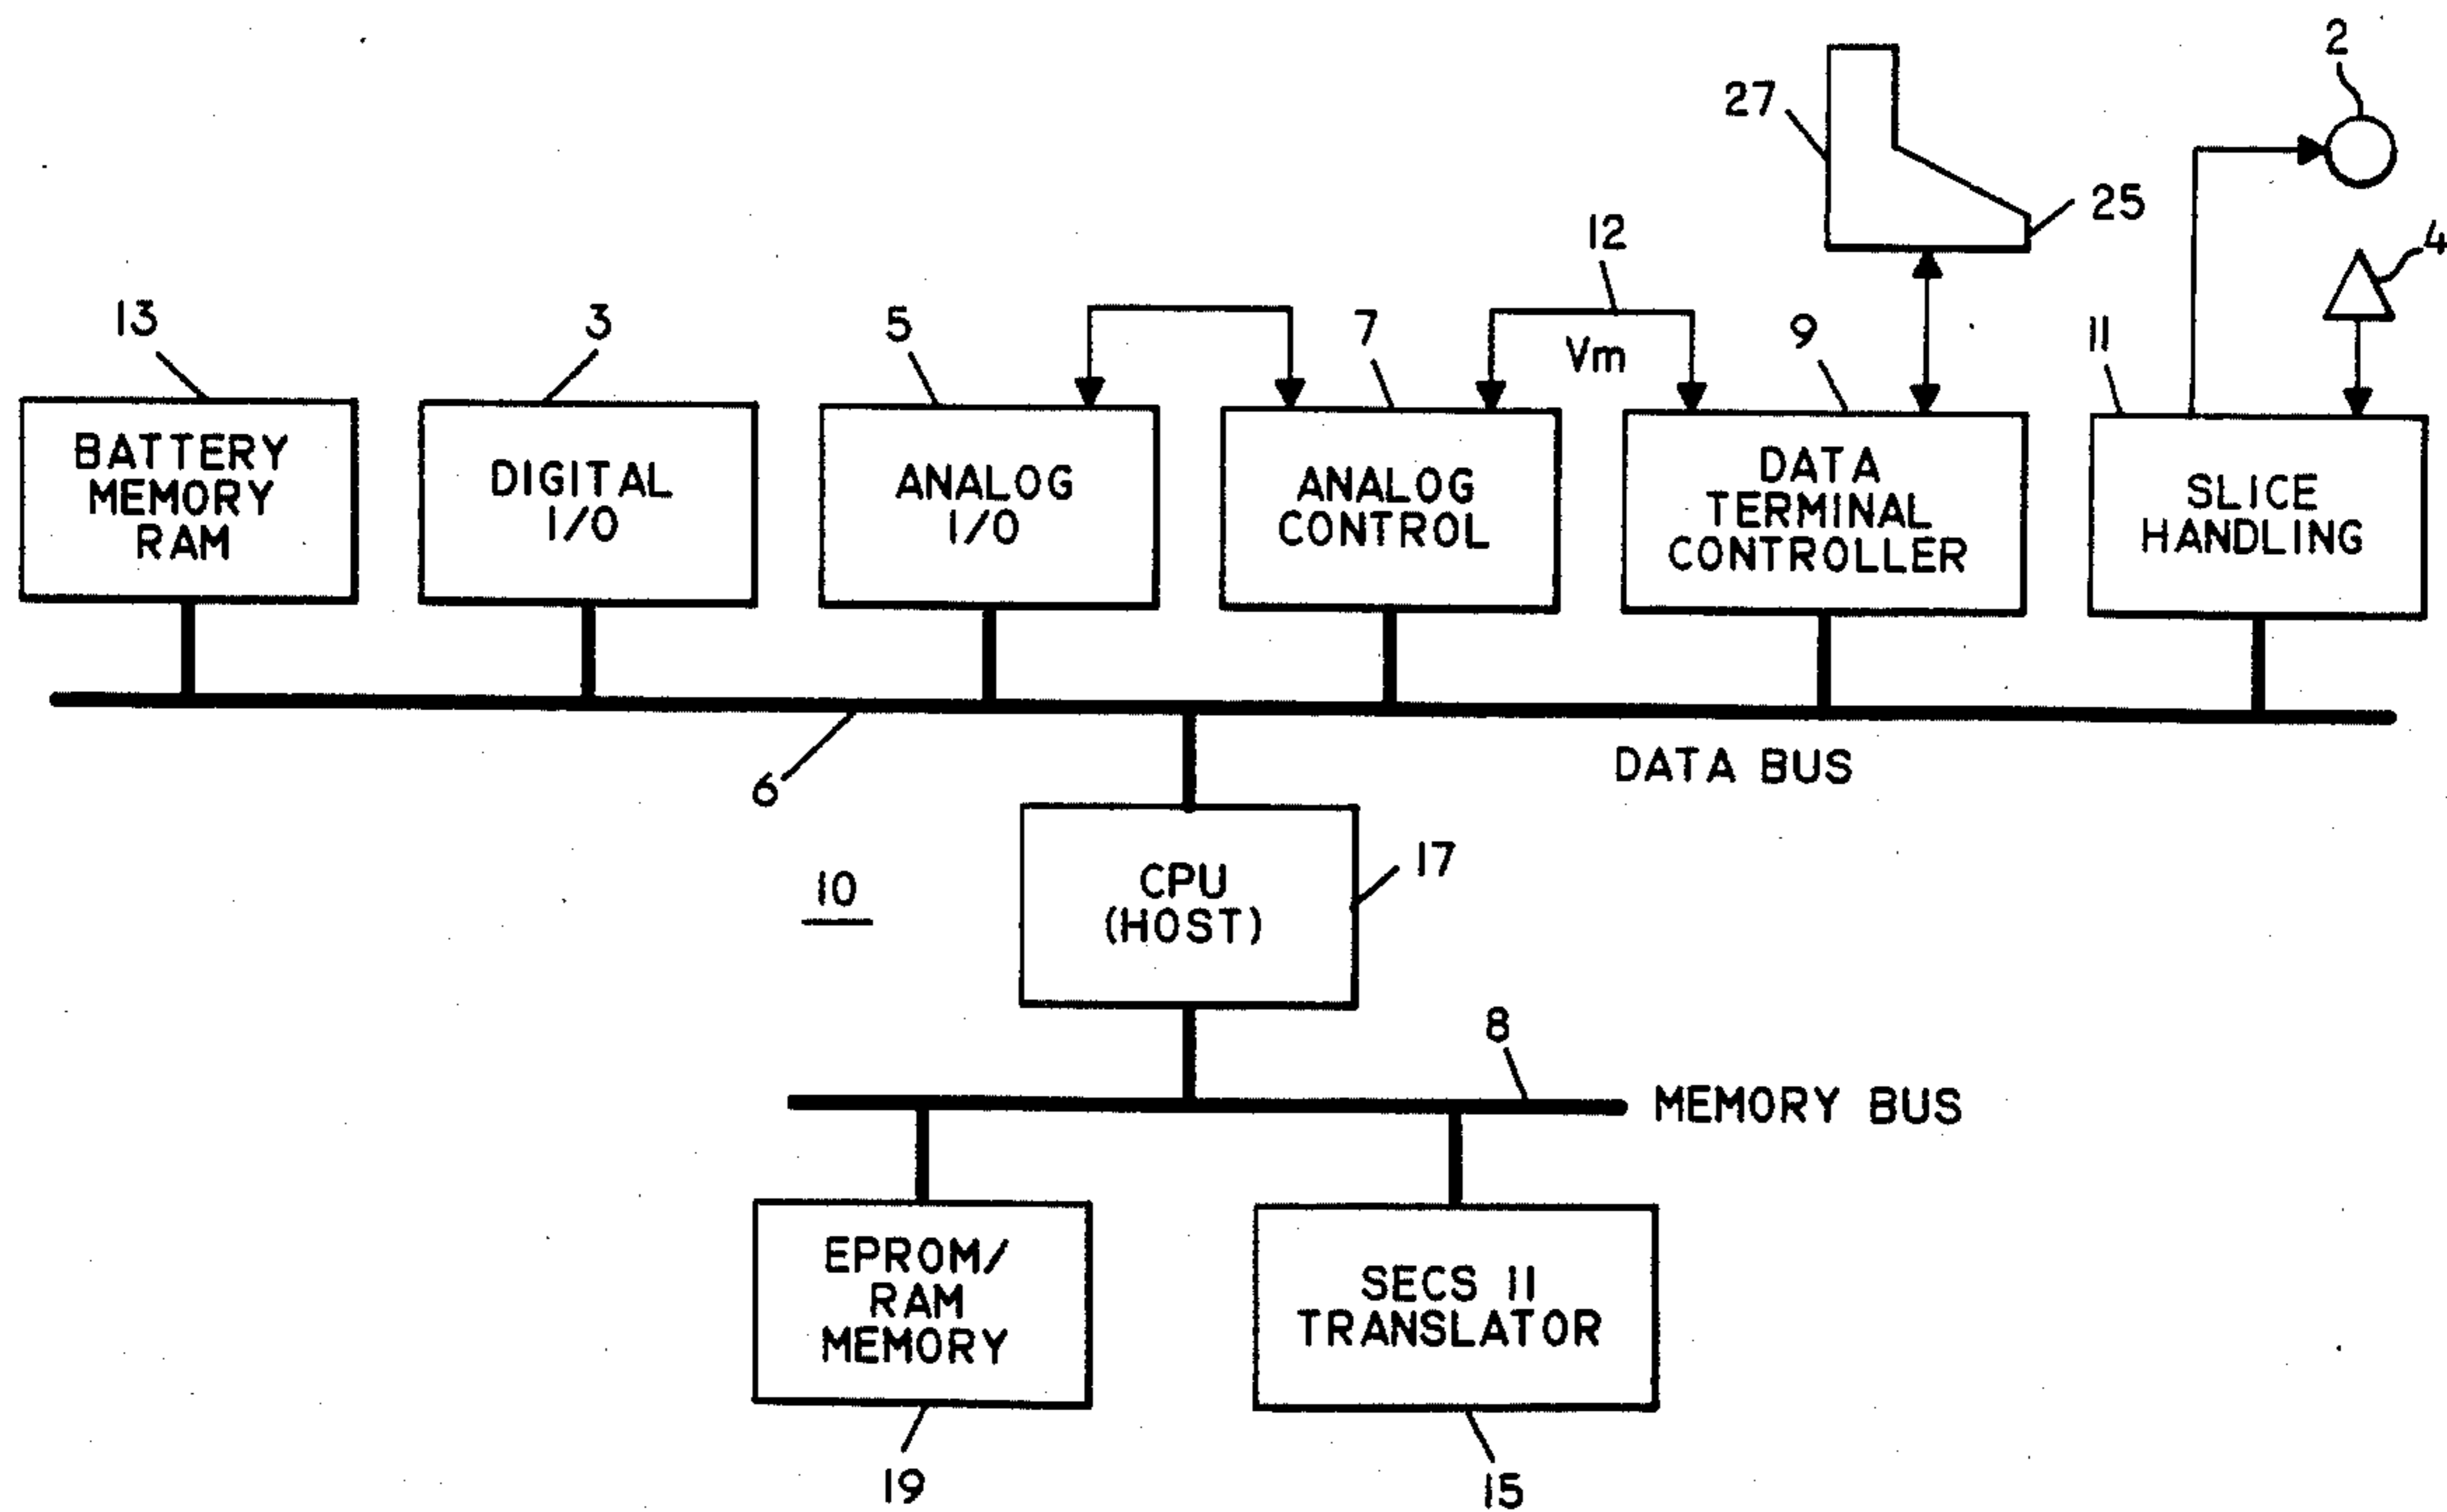 2
27
25
4
12
13
3
5
7
Vm
9
11
BATTERY
MEMORY
RAM
DIGITAL
I/O
ANALOG
I/O
ANALOG
CONTROL
DATA
TERMINAL
CONTROLLER
SLICE
HANDLING
6
DATA BUS
10
CPU
(HOST)
17
8
MEMORY BUS
EPROM/
RAM
MEMORY
SECS II
TRANSLATOR
19
15